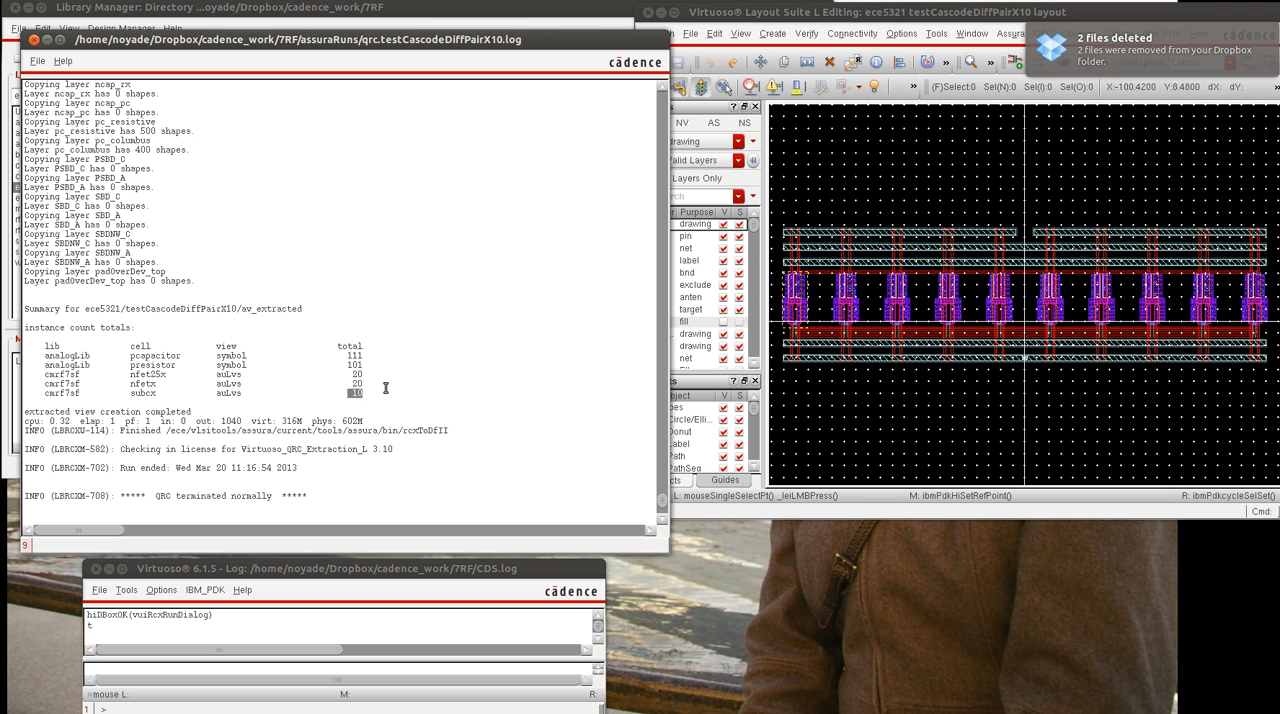 Library Manager: Directory ...oyade/Dropbox/cadence_work/7RF
/home/noyade/Dropbox/cadence_work/7RF/assuraRuns/qrc.testCascodeDiffPairX10.log
File Help
cādence
Copying layer ncap_rx
Layer ncap_rx has 0 shapes.
Copying layer ncap_pc
Layer ncap_pc has 0 shapes.
Copying layer pc_resistive
Layer pc_resistive has 500 shapes.
Copying layer pc_columbus
Layer pc_columbus has 400 shapes.
Copying layer PSBD_C
Layer PSBD_C has 0 shapes.
Copying layer PSBD_A
Layer PSBD_A has 0 shapes.
Copying layer SBD_C
Layer SBD_C has 0 shapes.
Copying layer SBD_A
Layer SBD_A has 0 shapes.
Copying layer SBDNW_C
Layer SBDNW_C has 0 shapes.
Copying layer SBDNW_A
Layer SBDNW_A has 0 shapes.
Copying layer padOverDev_top
Layer padOverDev_top has 0 shapes.
Summary for ece5321/testCascodeDiffPairX10/av_extracted
instance count totals:
lib cell view total
analogLib pcapacitor symbol 111
analogLib presistor symbol 101
cmrf7sf nfet25x auLvs 20
cmrf7sf nfetx auLvs 20
cmrf7sf subcx auLvs 10
extracted view creation completed
cpu: 0.32 elap: 1 pf: 1 in: 0 out: 1040 virt: 316M phys: 602M
INFO (LBRCXU-114): Finished /ece/vlsitools/assura/current/tools/assura/bin/rcxToDfII
INFO (LBRCXM-582): Checking in license for Virtuoso_QRC_Extraction_L 3.10
INFO (LBRCXM-702): Run ended: Wed Mar 20 11:16:54 2013
INFO (LBRCXM-708): ***** QRC terminated normally *****
9
Virtuoso® 6.1.5 - Log: /home/noyade/Dropbox/cadence_work/7RF/CDS.log
File Tools Options IBM_PDK Help
cādence
hiDBoxOK(vuiRcxRunDialog)
t
mouse L: M: R:
1 >
Virtuoso® Layout Suite L Editing: ece5321 testCascodeDiffPairX10 layout
File Edit View Create Verify Connectivity Options Tools Window
2 files deleted
2 files were removed from your Dropbox
folder.
(F)Select:0 Sel(N):0 Sel(I):0 Sel(O):0 X:-100.4200 Y:8.4800 dX: dY:
NV AS NS
drawing
Valid Layers
Layers Only
Purpose V S
drawing
pin
net
label
bnd
exclude
anten
target
fill
drawing
drawing
net
V S
Circle/Elli...
Donut
Label
Path
PathSeg
Guides
L: mouseSingleSelectPt() _leiLMBPress() M: ibmPdkHiSetRefPoint() R: ibmPdkcycleSelSet()
Cmd: